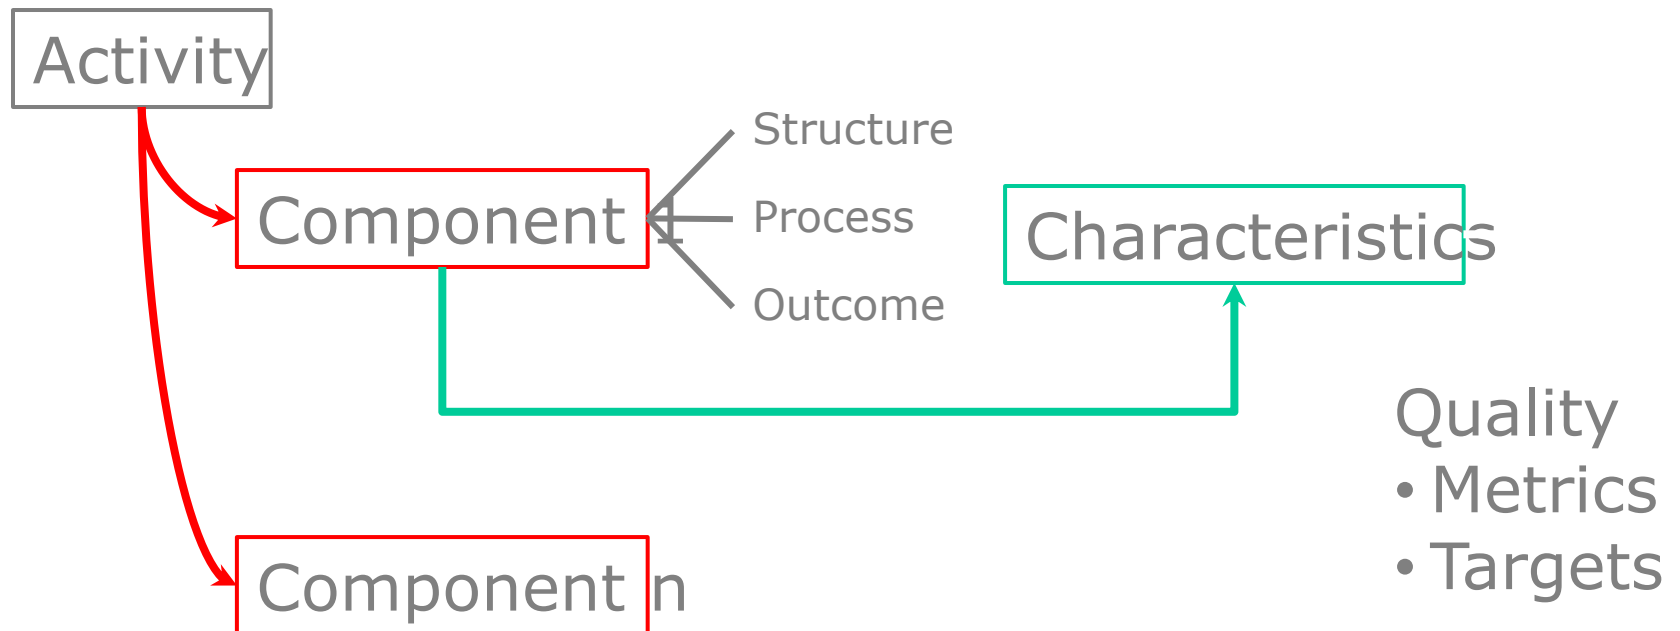 Activity
Structure
Component 1
Process
Characteristics
Outcome
Quality
• Metrics
• Targets
Component n